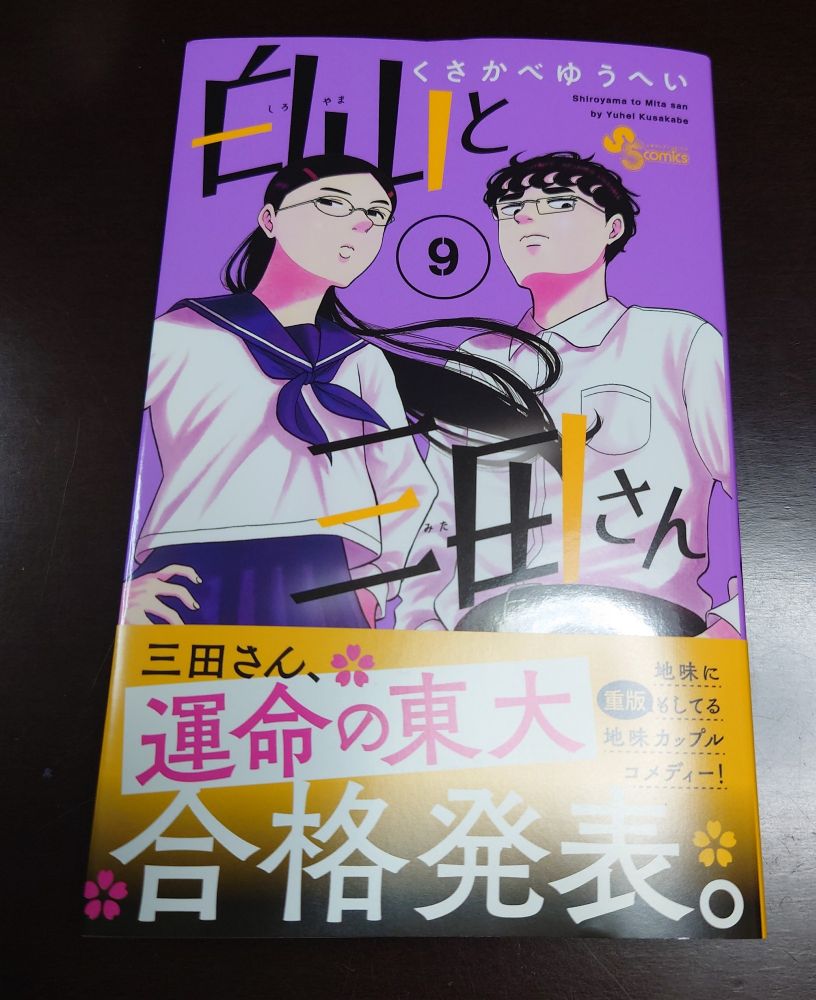 くさかべゆうへい
Shiroyama to Mita san
by Yuhei Kusakabe
白山と
しろ やま
comics
9
三田さん
みた
三田さん、
運命の東大
合格発表。
地味に
重版もしてる
地味カップル
コメディー!